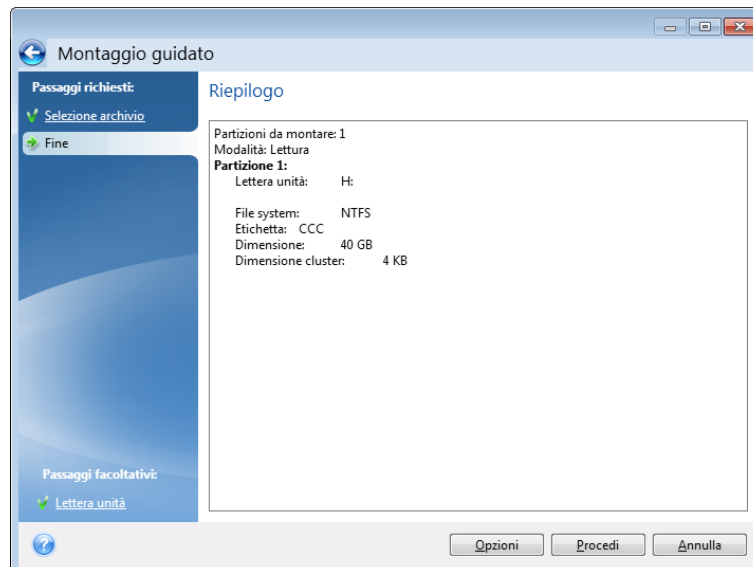 Montaggio guidato
Passaggi richiesti:
Selezione archivio
Fine
Riepilogo
Partizioni da montare: 1
Modalità: Lettura
Partizione 1:
Lettera unità: H:
File system: NTFS
Etichetta: CCC
Dimensione: 40 GB
Dimensione cluster: 4 KB
Passaggi facoltativi:
Lettera unità
Opzioni Procedi Annulla